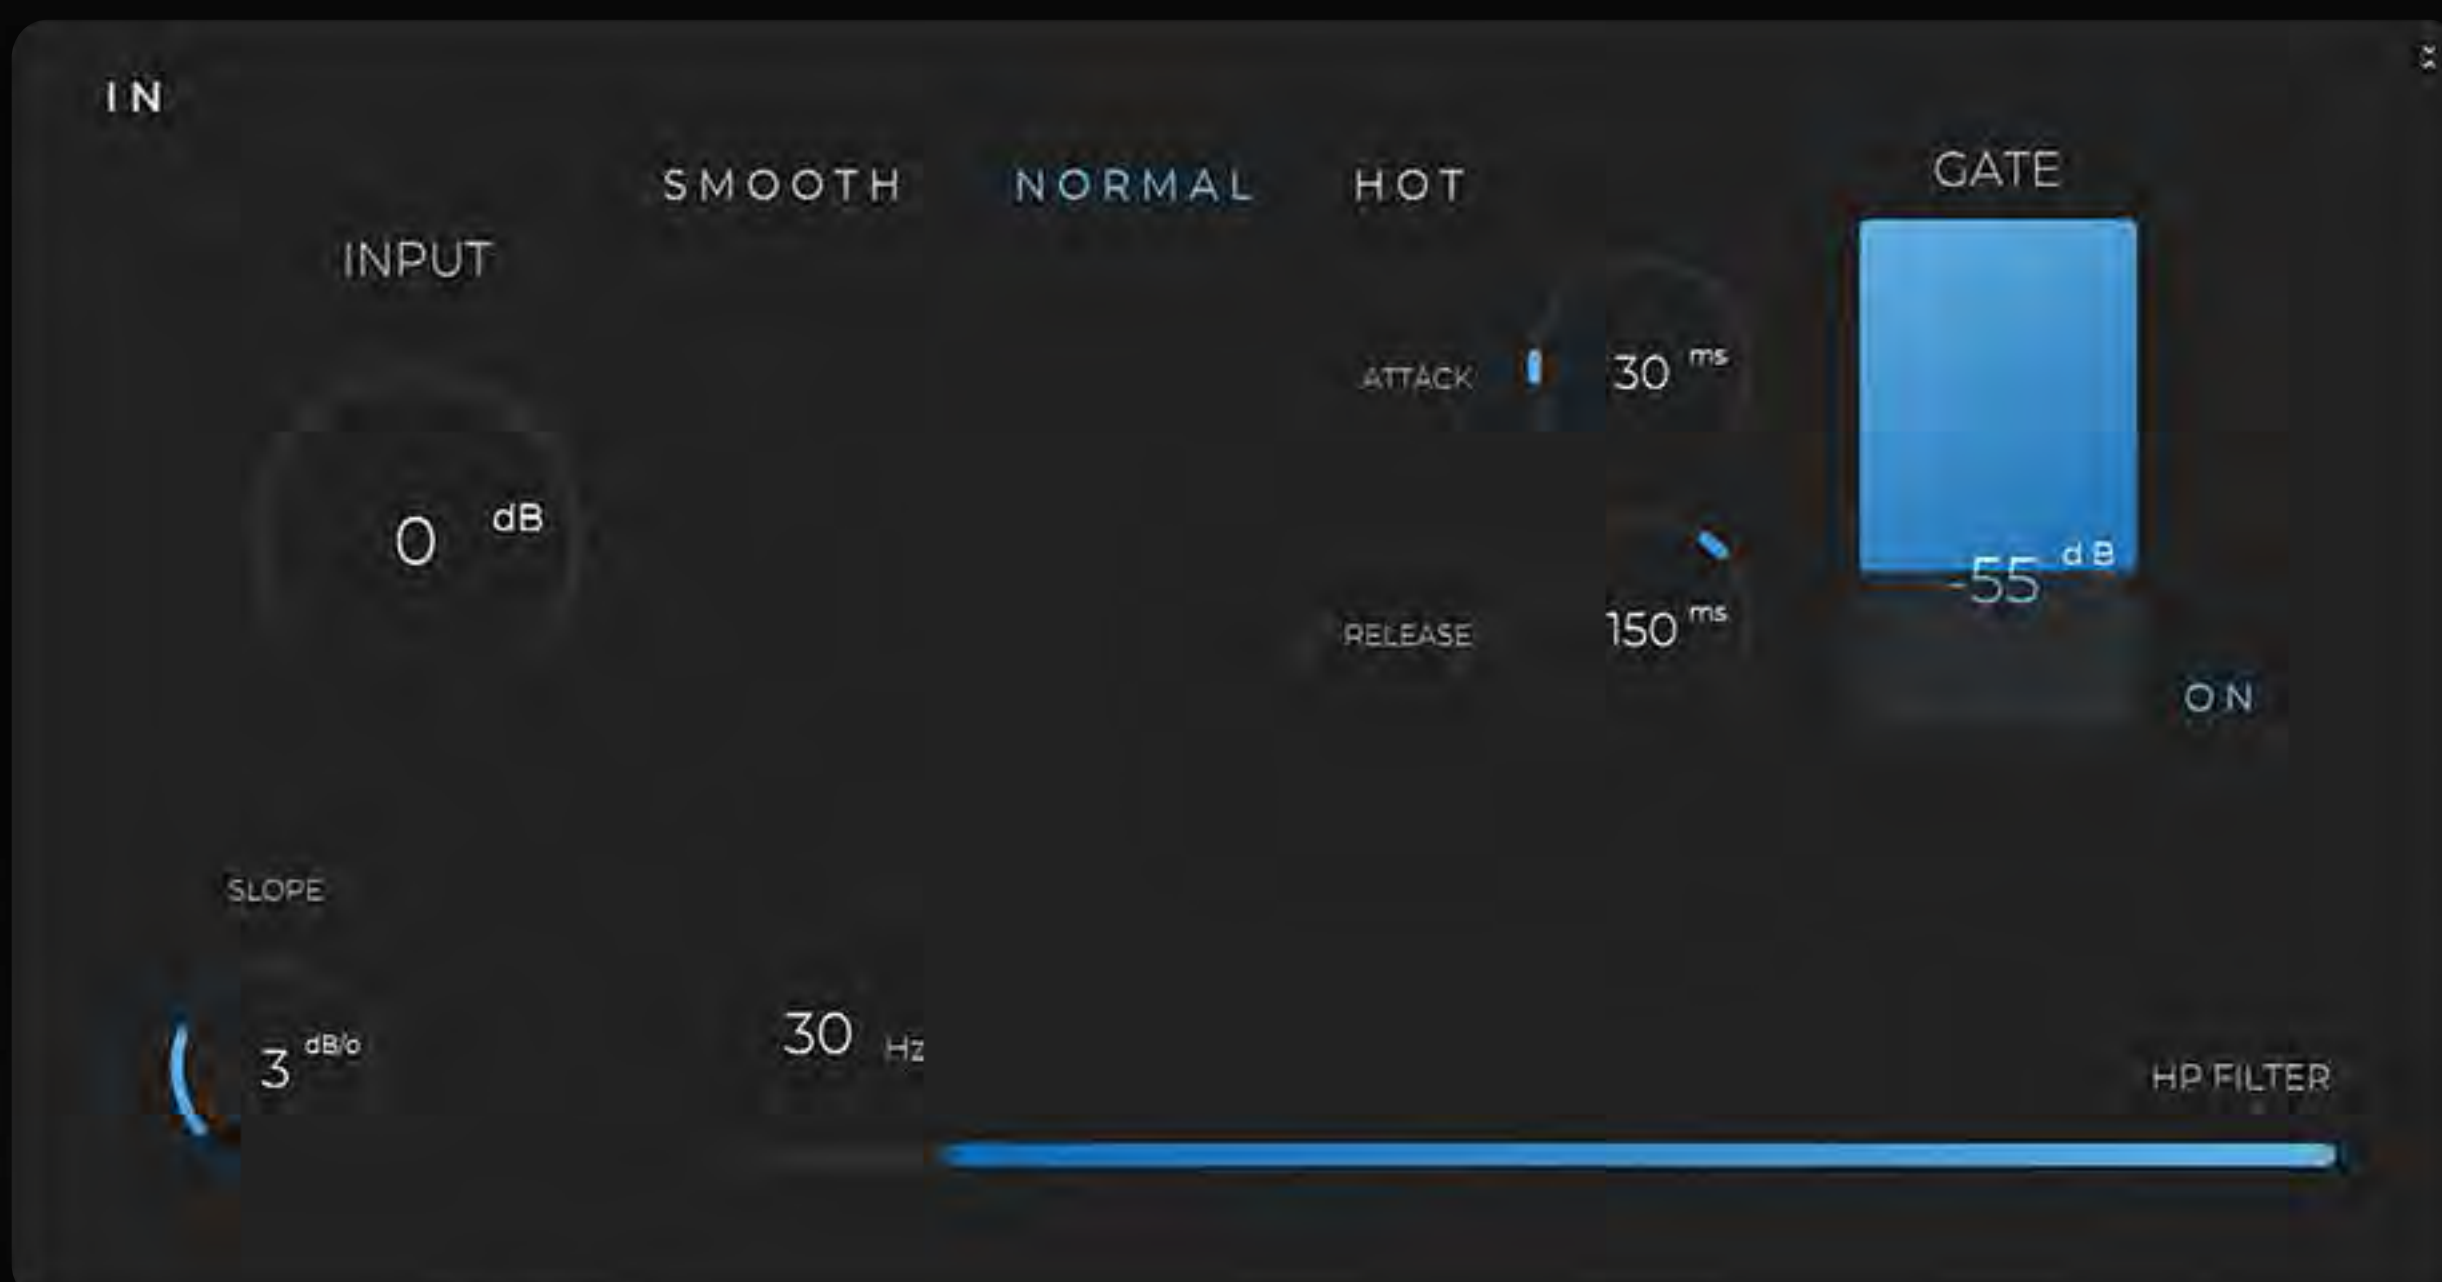 IN
SMOOTH NORMAL HOT
GATE
INPUT
ATTACK 30 ms
0 dB
-55 dB
RELEASE 150 ms
ON
SLOPE
3 dB/o
30 Hz
HP FILTER